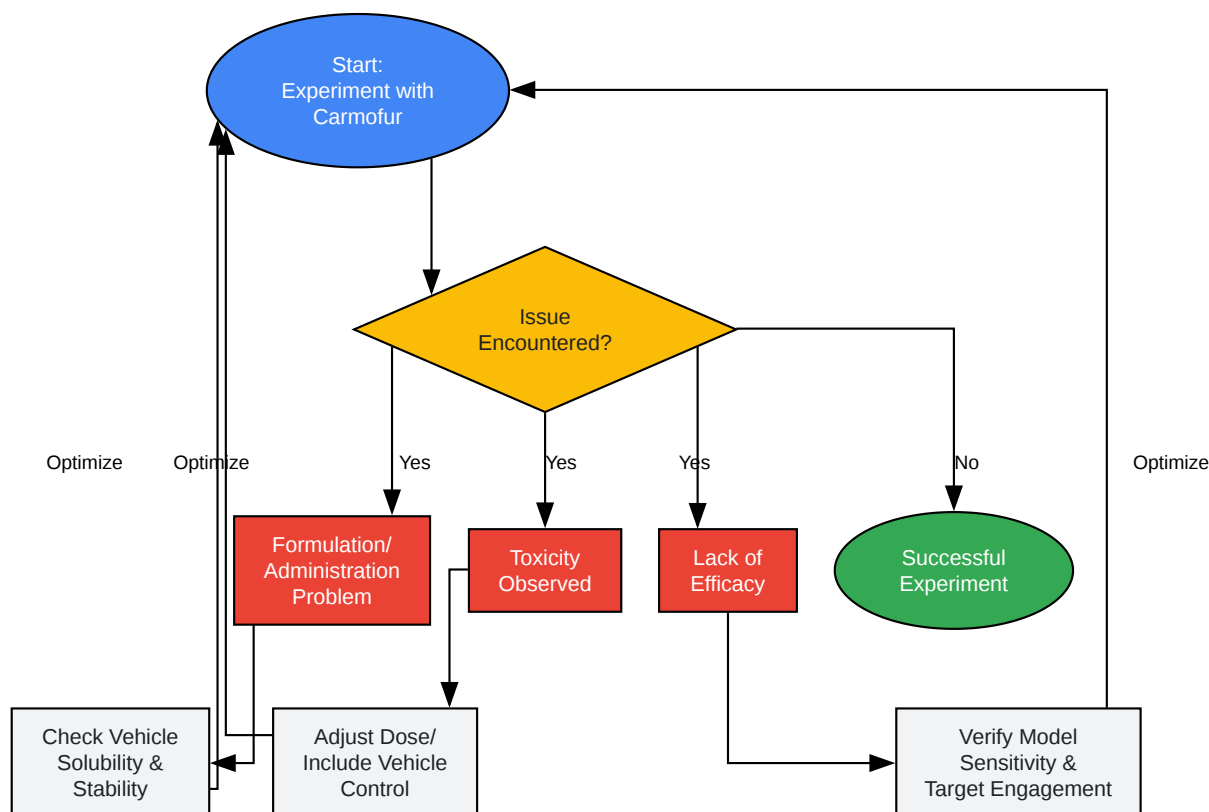 Start:
Experiment with
Carmofur
Issue
Encountered?
Optimize
Optimize
Yes
Yes
Yes
No
Optimize
Formulation/
Administration
Problem
Toxicity
Observed
Lack of
Efficacy
Successful
Experiment
Check Vehicle
Solubility &
Stability
Adjust Dose/
Include Vehicle
Control
Verify Model
Sensitivity &
Target Engagement